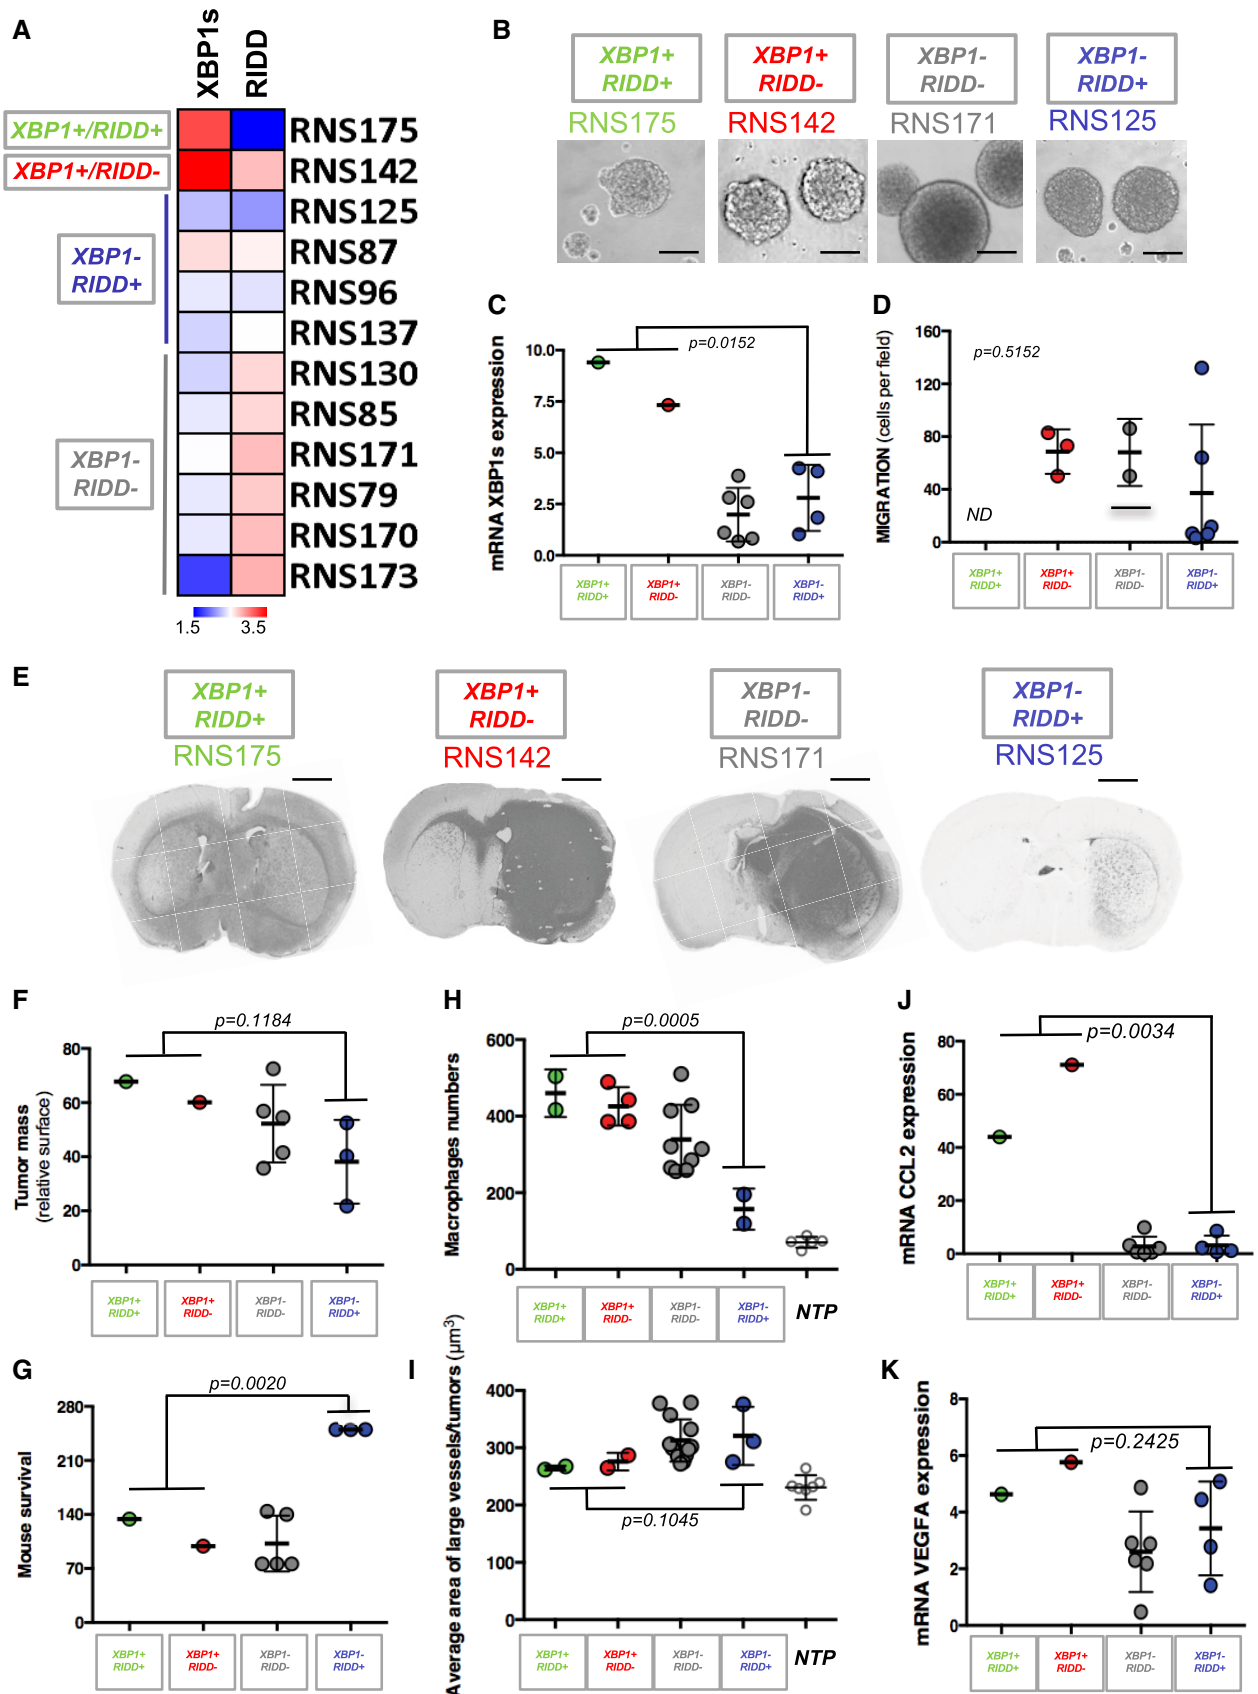 A
XBP1s
RIDD
XBP1+/RIDD+
XBP1+/RIDD-
XBP1-
RIDD+
XBP1-
RIDD-
RNS175
RNS142
RNS125
RNS87
RNS96
RNS137
RNS130
RNS85
RNS171
RNS79
RNS170
RNS173
1.5
3.5
B
XBP1+
RIDD+
RNS175
XBP1+
RIDD-
RNS142
XBP1-
RIDD-
RNS171
XBP1-
RIDD+
RNS125
C
mRNA XBP1s expression
10.0
7.5
5.0
2.5
0.0
p=0.0152
XBP1+
RIDD+
XBP1+
RIDD-
XBP1-
RIDD-
XBP1-
RIDD+
D
MIGRATION (cells per field)
160
120
80
40
0
p=0.5152
ND
XBP1+
RIDD+
XBP1+
RIDD-
XBP1-
RIDD-
XBP1-
RIDD+
E
XBP1+
RIDD+
RNS175
XBP1+
RIDD-
RNS142
XBP1-
RIDD-
RNS171
XBP1-
RIDD+
RNS125
F
Tumor mass
(relative surface)
80
60
40
20
0
p=0.1184
XBP1+
RIDD+
XBP1+
RIDD-
XBP1-
RIDD-
XBP1-
RIDD+
H
Macrophages numbers
600
400
200
0
p=0.0005
XBP1+
RIDD+
XBP1+
RIDD-
XBP1-
RIDD-
XBP1-
RIDD+
NTP
J
mRNA CCL2 expression
80
60
40
20
0
p=0.0034
XBP1+
RIDD+
XBP1+
RIDD-
XBP1-
RIDD-
XBP1-
RIDD+
G
Mouse survival
280
210
140
70
0
p=0.0020
XBP1+
RIDD+
XBP1+
RIDD-
XBP1-
RIDD-
XBP1-
RIDD+
I
Average area of large vessels/tumors (µm³)
400
300
200
100
0
p=0.1045
XBP1+
RIDD+
XBP1+
RIDD-
XBP1-
RIDD-
XBP1-
RIDD+
NTP
K
mRNA VEGFA expression
8
6
4
2
0
p=0.2425
XBP1+
RIDD+
XBP1+
RIDD-
XBP1-
RIDD-
XBP1-
RIDD+